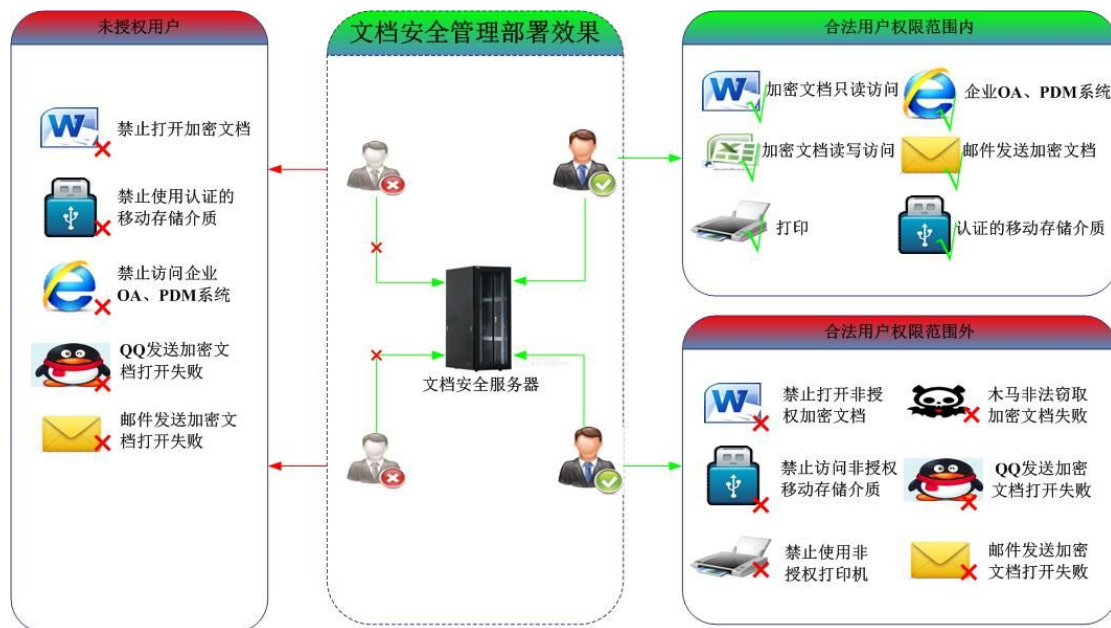 未授权用户
禁止打开加密文档
禁止使用认证的
移动存储介质
禁止访问企业
OA、PDM系统
QQ发送加密文
档打开失败
邮件发送加密文
档打开失败
文档安全管理部署效果
文档安全服务器
合法用户权限范围内
加密文档只读访问
企业OA、PDM系统
加密文档读写访问
邮件发送加密文档
打印
认证的移动存储介质
合法用户权限范围外
禁止打开非授
权加密文档
木马非法窃取
加密文档失败
禁止访问非授权
移动存储介质
QQ发送加密
文档打开失败
禁止使用非
授权打印机
邮件发送加密
文档打开失败